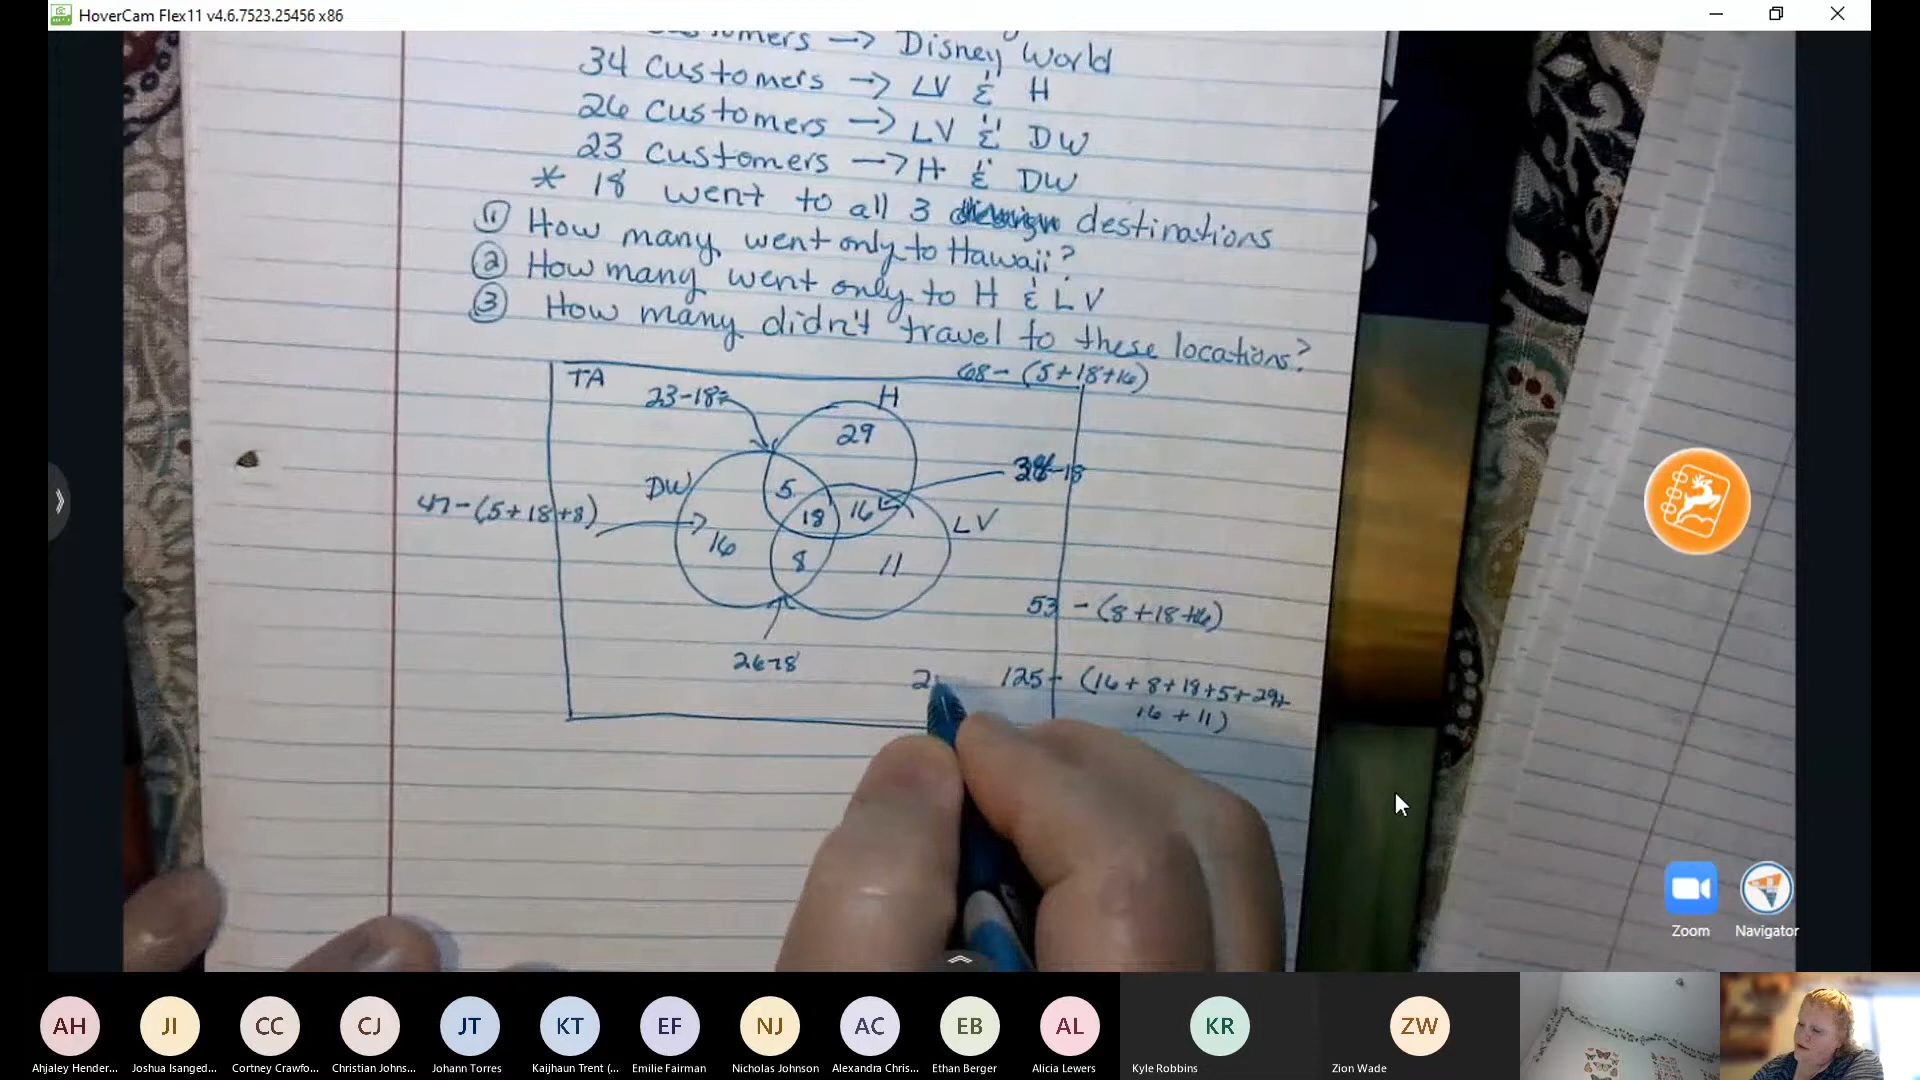 HoverCam Flex11 v4.6.7523.25456 x86
customers → Disney World
34 customers → LV & H
26 customers → LV & DW
23 customers → H & DW
* 18 went to all 3 destinations
① How many went only to Hawaii?
② How many went only to H & LV
③ How many didn't travel to these locations?
TA
68 - (5+18+16)
23-18=
H
29
DW
5
34-18
47-(5+18+8)
18
16
LV
16
8
11
53 - (8+18+16)
26-18
2
125 - (16+8+18+5+29+
16+11)
Zoom
Navigator
AH
JI
CC
CJ
JT
KT
EF
NJ
AC
EB
AL
KR
ZW
Ahjaley Hender...
Joshua Isanged...
Cortney Crawfo...
Christian Johns...
Johann Torres
Kaijhaun Trent (...
Emilie Fairman
Nicholas Johnson
Alexandra Chris...
Ethan Berger
Alicia Lewers
Kyle Robbins
Zion Wade